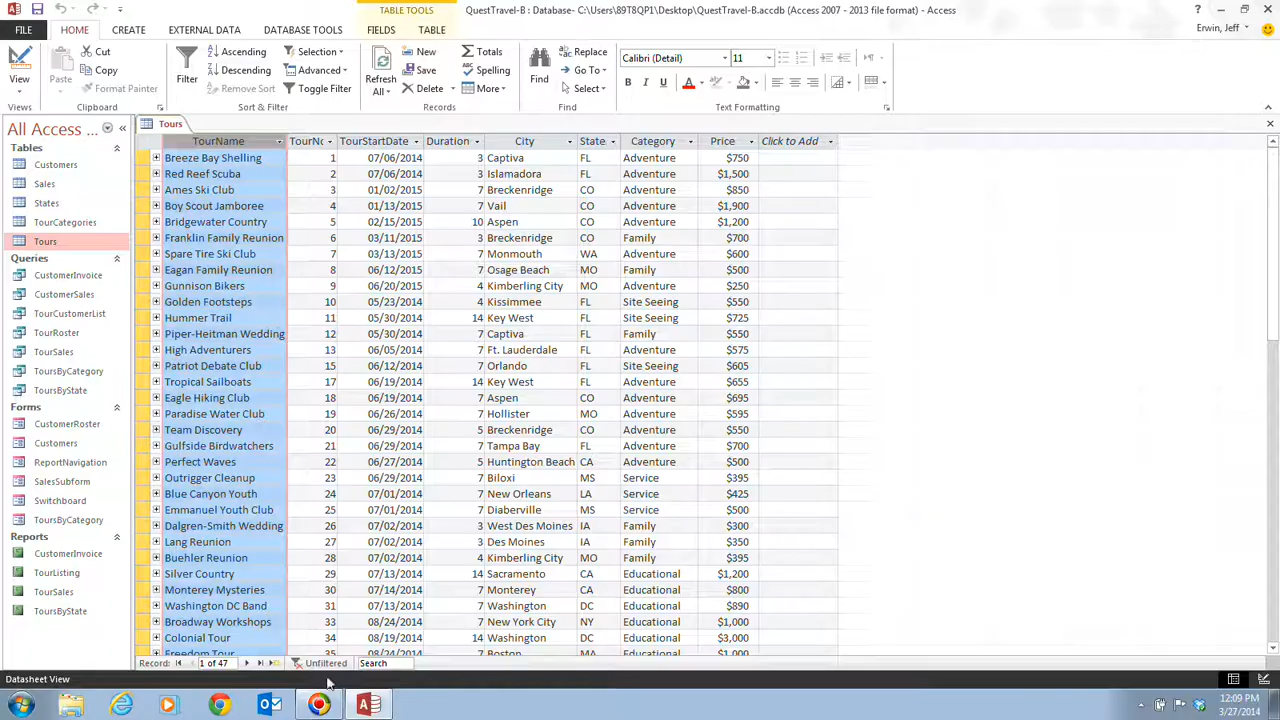 TABLE TOOLS
QuestTravel-B : Database- C:\Users\89T8QP1\Desktop\QuestTravel-B.accdb (Access 2007 - 2013 file format) - Access
FILE HOME CREATE EXTERNAL DATA DATABASE TOOLS FIELDS TABLE Erwin, Jeff
View
Views
Paste
Cut
Copy
Format Painter
Clipboard
Filter
Ascending
Descending
Remove Sort
Selection
Advanced
Toggle Filter
Sort & Filter
Refresh
All
New
Save
Delete
Totals
Spelling
More
Records
Find
Replace
Go To
Select
Find
Calibri (Detail) 11
B I U A
Text Formatting
All Access ...
Tables
Customers
Sales
States
TourCategories
Tours
Queries
CustomerInvoice
CustomerSales
TourCustomerList
TourRoster
TourSales
ToursByCategory
ToursByState
Forms
CustomerRoster
Customers
ReportNavigation
SalesSubform
Switchboard
ToursByCategory
Reports
CustomerInvoice
TourListing
TourSales
ToursByState
Tours
TourName TourNo TourStartDate Duration City State Category Price Click to Add
Breeze Bay Shelling 1 07/06/2014 3 Captiva FL Adventure $750
Red Reef Scuba 2 07/06/2014 3 Islamadora FL Adventure $1,500
Ames Ski Club 3 01/02/2015 7 Breckenridge CO Adventure $850
Boy Scout Jamboree 4 01/13/2015 7 Vail CO Adventure $1,900
Bridgewater Country 5 02/15/2015 10 Aspen CO Adventure $1,200
Franklin Family Reunion 6 03/11/2015 3 Breckenridge CO Family $700
Spare Tire Ski Club 7 03/13/2015 7 Monmouth WA Adventure $600
Eagan Family Reunion 8 06/12/2015 7 Osage Beach MO Family $500
Gunnison Bikers 9 06/20/2015 4 Kimberling City MO Adventure $250
Golden Footsteps 10 05/23/2014 4 Kissimmee FL Site Seeing $550
Hummer Trail 11 05/30/2014 14 Key West FL Site Seeing $725
Piper-Heitman Wedding 12 05/30/2014 7 Captiva FL Family $550
High Adventurers 13 06/05/2014 7 Ft. Lauderdale FL Adventure $575
Patriot Debate Club 15 06/12/2014 7 Orlando FL Site Seeing $605
Tropical Sailboats 17 06/19/2014 14 Key West FL Adventure $655
Eagle Hiking Club 18 06/19/2014 7 Aspen CO Adventure $695
Paradise Water Club 19 06/26/2014 7 Hollister MO Adventure $595
Team Discovery 20 06/29/2014 5 Breckenridge CO Adventure $550
Gulfside Birdwatchers 21 06/29/2014 7 Tampa Bay FL Adventure $700
Perfect Waves 22 06/27/2014 5 Huntington Beach CA Adventure $500
Outrigger Cleanup 23 06/29/2014 7 Biloxi MS Service $395
Blue Canyon Youth 24 07/01/2014 7 New Orleans LA Service $425
Emmanuel Youth Club 25 07/01/2014 7 Diaberville MS Service $500
Dalgren-Smith Wedding 26 07/02/2014 3 West Des Moines IA Family $300
Lang Reunion 27 07/02/2014 3 Des Moines IA Family $350
Buehler Reunion 28 07/02/2014 4 Kimberling City MO Family $395
Silver Country 29 07/13/2014 14 Sacramento CA Educational $1,200
Monterey Mysteries 30 07/14/2014 7 Monterey CA Educational $800
Washington DC Band 31 07/13/2014 7 Washington DC Educational $890
Broadway Workshops 33 08/24/2014 7 New York City NY Educational $1,000
Colonial Tour 34 08/19/2014 14 Washington DC Educational $3,000
Freedom Tour 35 08/24/2014 7 Boston MA Educational $1,000
Record: 1 of 47 Unfiltered Search
Datasheet View
12:09 PM
3/27/2014